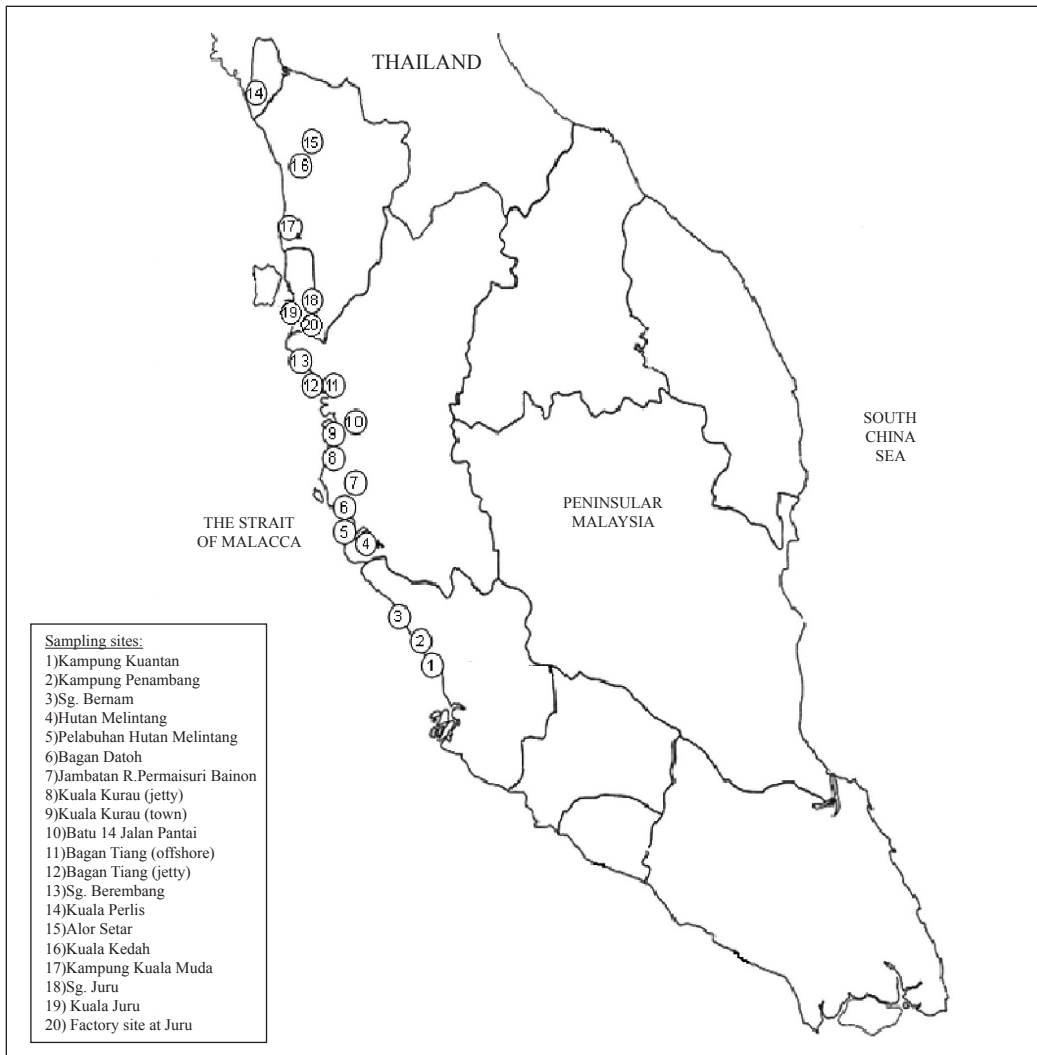 THAILAND
14
15
16
17
18
19
20
13
12 11
10
9
8
7
6
5
4
3
2
1
SOUTH
CHINA
SEA
PENINSULAR
MALAYSIA
THE STRAIT
OF MALACCA
Sampling sites:
1)Kampung Kuantan
2)Kampung Penambang
3)Sg. Bernam
4)Hutan Melintang
5)Pelabuhan Hutan Melintang
6)Bagan Datoh
7)Jambatan R.Permaisuri Bainon
8)Kuala Kurau (jetty)
9)Kuala Kurau (town)
10)Batu 14 Jalan Pantai
11)Bagan Tiang (offshore)
12)Bagan Tiang (jetty)
13)Sg. Berembang
14)Kuala Perlis
15)Alor Setar
16)Kuala Kedah
17)Kampung Kuala Muda
18)Sg. Juru
19) Kuala Juru
20) Factory site at Juru